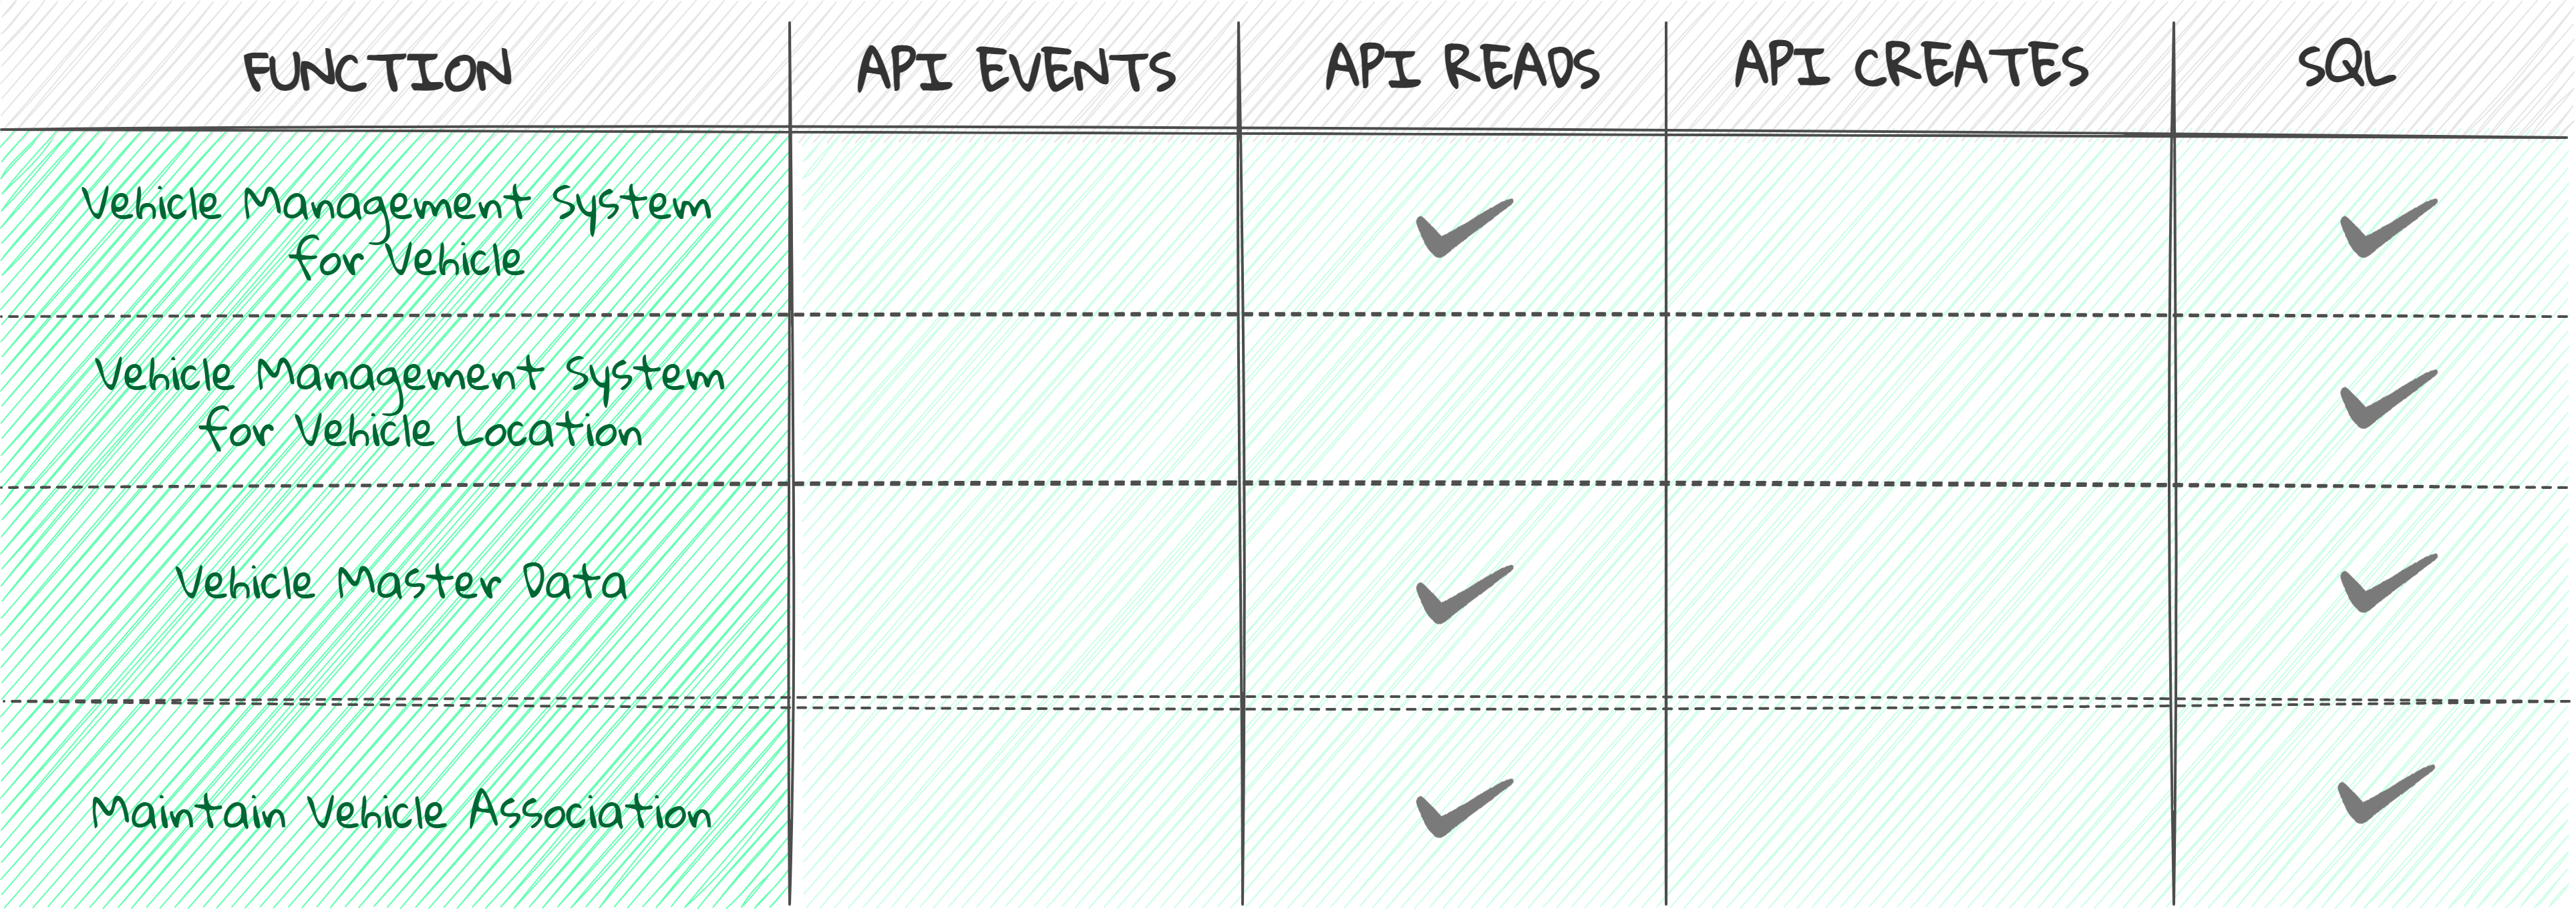 FUNCTION API EVENTS API READS API CREATES SQL
Vehicle Management System
for Vehicle
✓ ✓
Vehicle Management System
for Vehicle Location
✓
Vehicle Master Data ✓ ✓
Maintain Vehicle Association ✓ ✓